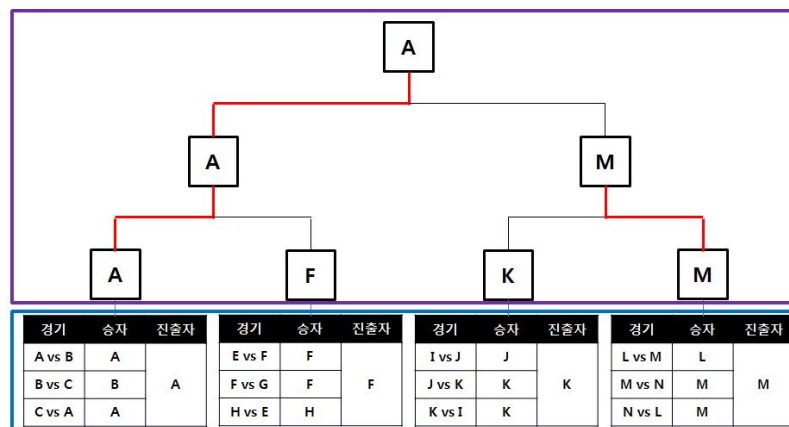 A
A M
A F K M
경기 승자 진출자 경기 승자 진출자 경기 승자 진출자 경기 승자 진출자
A vs B A E vs F F I vs J J L vs M L
B vs C B A F vs G F F J vs K K K M vs N M M
C vs A A H vs E H K vs I K N vs L M